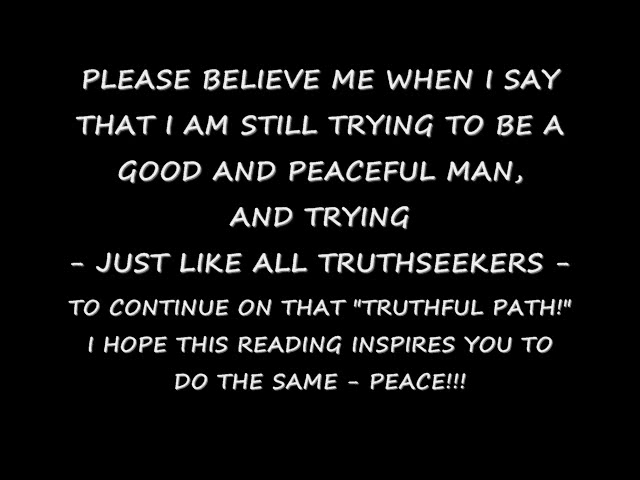 PLEASE BELIEVE ME WHEN I SAY
THAT I AM STILL TRYING TO BE A
GOOD AND PEACEFUL MAN,
AND TRYING
- JUST LIKE ALL TRUTHSEEKERS -
TO CONTINUE ON THAT "TRUTHFUL PATH!"
I HOPE THIS READING INSPIRES YOU TO
DO THE SAME - PEACE!!!